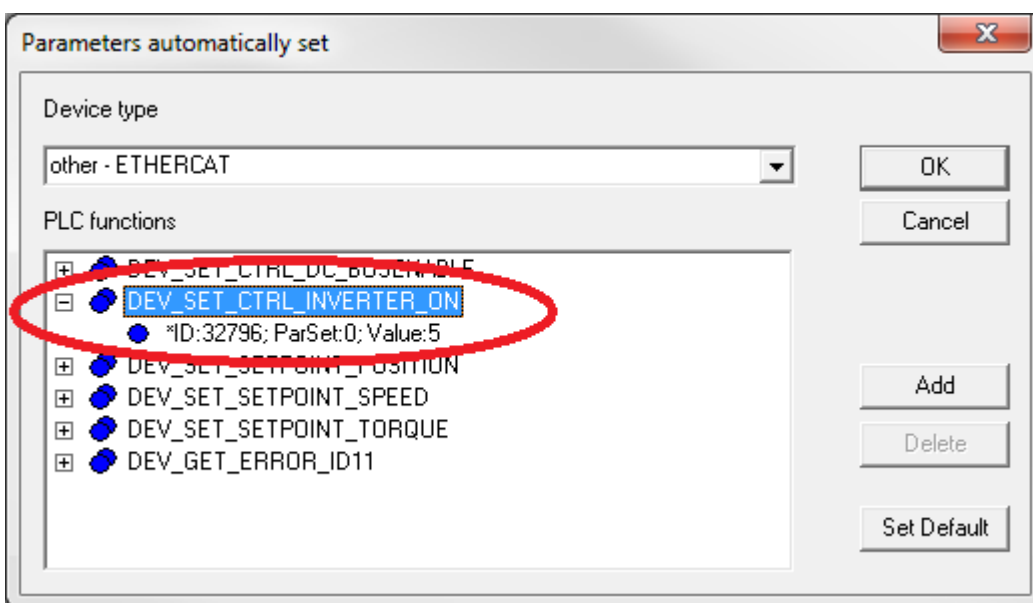 Parameters automatically set
Device type
other - ETHERCAT
OK
PLC functions
Cancel
DEV_SET_CTRL_DC_BUSENABLE
DEV_SET_CTRL_INVERTER_ON
*ID:32796; ParSet:0; Value:5
DEV_SET_SETPOINT_POSITION
DEV_SET_SETPOINT_SPEED
DEV_SET_SETPOINT_TORQUE
DEV_GET_ERROR_ID11
Add
Delete
Set Default